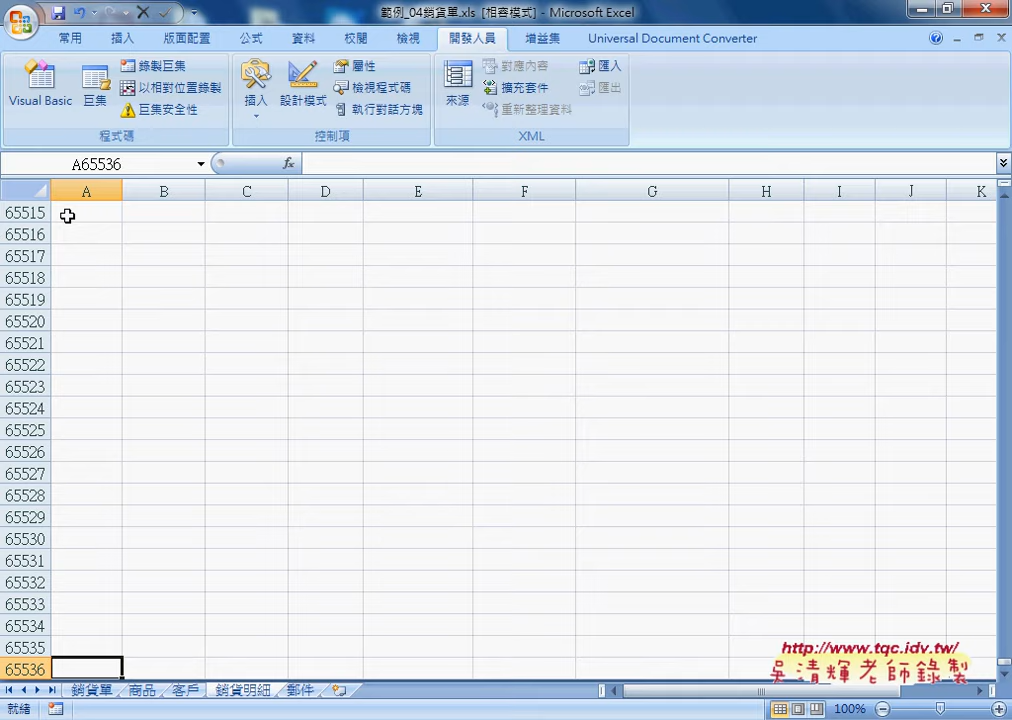 範例_04銷貨單.xls [相容模式] - Microsoft Excel
常用 插入 版面配置 公式 資料 校閱 檢視 開發人員 增益集 Universal Document Converter
Visual Basic
巨集
錄製巨集
以相對位置錄製
巨集安全性
程式碼
插入
設計模式
屬性
檢視程式碼
執行對話方塊
控制項
來源
對應內容
擴充套件
重新整理資料
匯入
匯出
XML
A65536 fx
A B C D E F G H I J K
65515
65516
65517
65518
65519
65520
65521
65522
65523
65524
65525
65526
65527
65528
65529
65530
65531
65532
65533
65534
65535
65536
http://www.tqc.idv.tw/
吳清輝老師錄製
銷貨單 商品 客戶 銷貨明細 郵件
就緒 100%